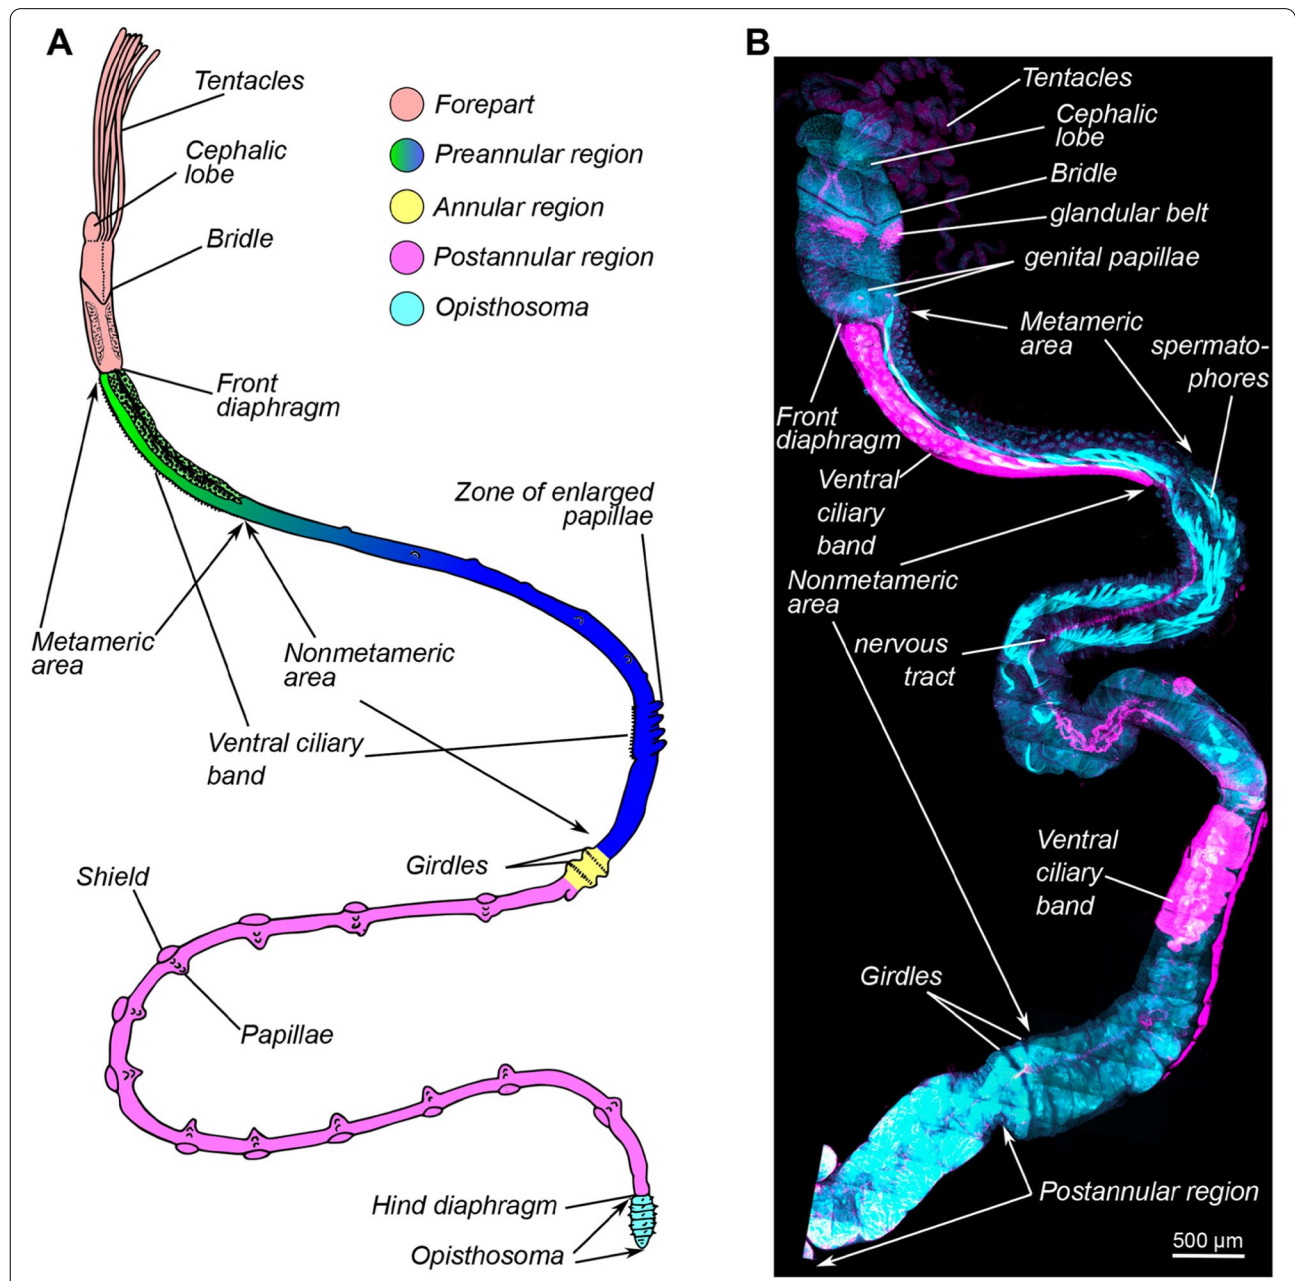 A
Tentacles
Cephalic
lobe
Bridle
Forepart
Preannular region
Annular region
Postannular region
Opisthosoma
Front
diaphragm
Zone of enlarged
papillae
Metameric
area
Nonmetameric
area
Ventral ciliary
band
Girdles
Shield
Papillae
Hind diaphragm
Opisthosoma
B
Tentacles
Cephalic
lobe
Bridle
glandular belt
genital papillae
Metameric
area
spermato-
phores
Front
diaphragm
Ventral
ciliary
band
Nonmetameric
area
nervous
tract
Ventral
ciliary
band
Girdles
Postannular region
500 µm